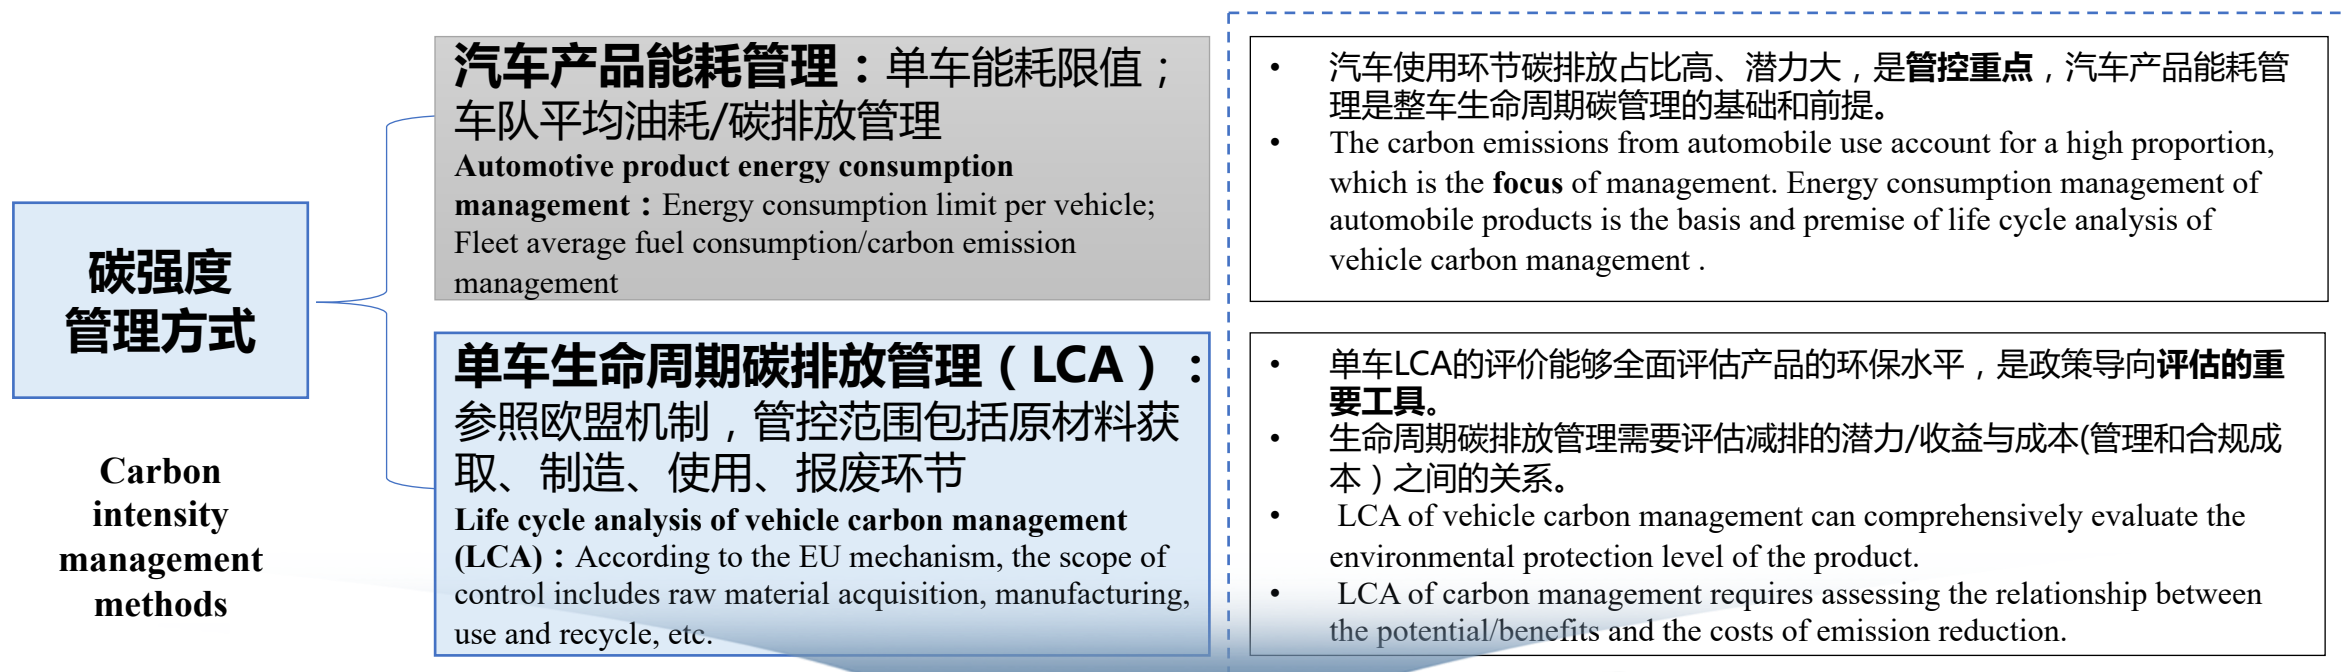 碳强度
管理方式
Carbon
intensity
management
methods
汽车产品能耗管理：单车能耗限值；
车队平均油耗/碳排放管理
Automotive product energy consumption
management：Energy consumption limit per vehicle;
Fleet average fuel consumption/carbon emission
management
单车生命周期碳排放管理（LCA）：
参照欧盟机制，管控范围包括原材料获
取、制造、使用、报废环节
Life cycle analysis of vehicle carbon management
(LCA)：According to the EU mechanism, the scope of
control includes raw material acquisition, manufacturing,
use and recycle, etc.
• 汽车使用环节碳排放占比高、潜力大，是管控重点，汽车产品能耗管
理是整车生命周期碳管理的基础和前提。
• The carbon emissions from automobile use account for a high proportion,
which is the focus of management. Energy consumption management of
automobile products is the basis and premise of life cycle analysis of
vehicle carbon management .
• 单车LCA的评价能够全面评估产品的环保水平，是政策导向评估的重
要工具。
• 生命周期碳排放管理需要评估减排的潜力/收益与成本(管理和合规成
本）之间的关系。
• LCA of vehicle carbon management can comprehensively evaluate the
environmental protection level of the product.
• LCA of carbon management requires assessing the relationship between
the potential/benefits and the costs of emission reduction.